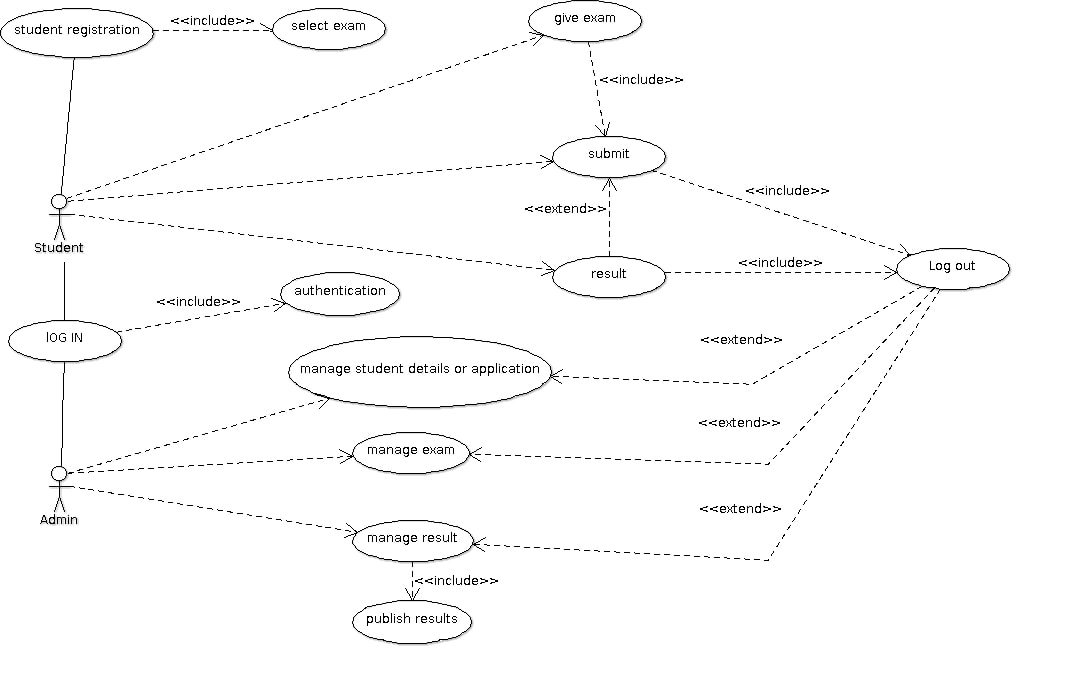 student registration
<<include>>
select exam
give exam
<<include>>
submit
<<include>>
<<extend>>
Student
result
<<include>>
Log out
authentication
<<include>>
lOG IN
<<extend>>
manage student details or application
<<extend>>
manage exam
<<extend>>
Admin
manage result
<<include>>
publish results